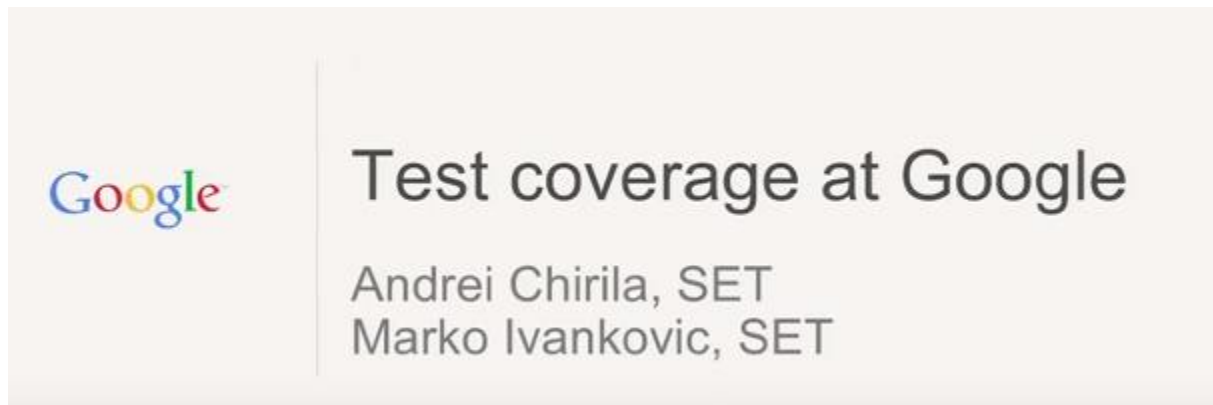 Google
Test coverage at Google
Andrei Chirila, SET
Marko Ivankovic, SET